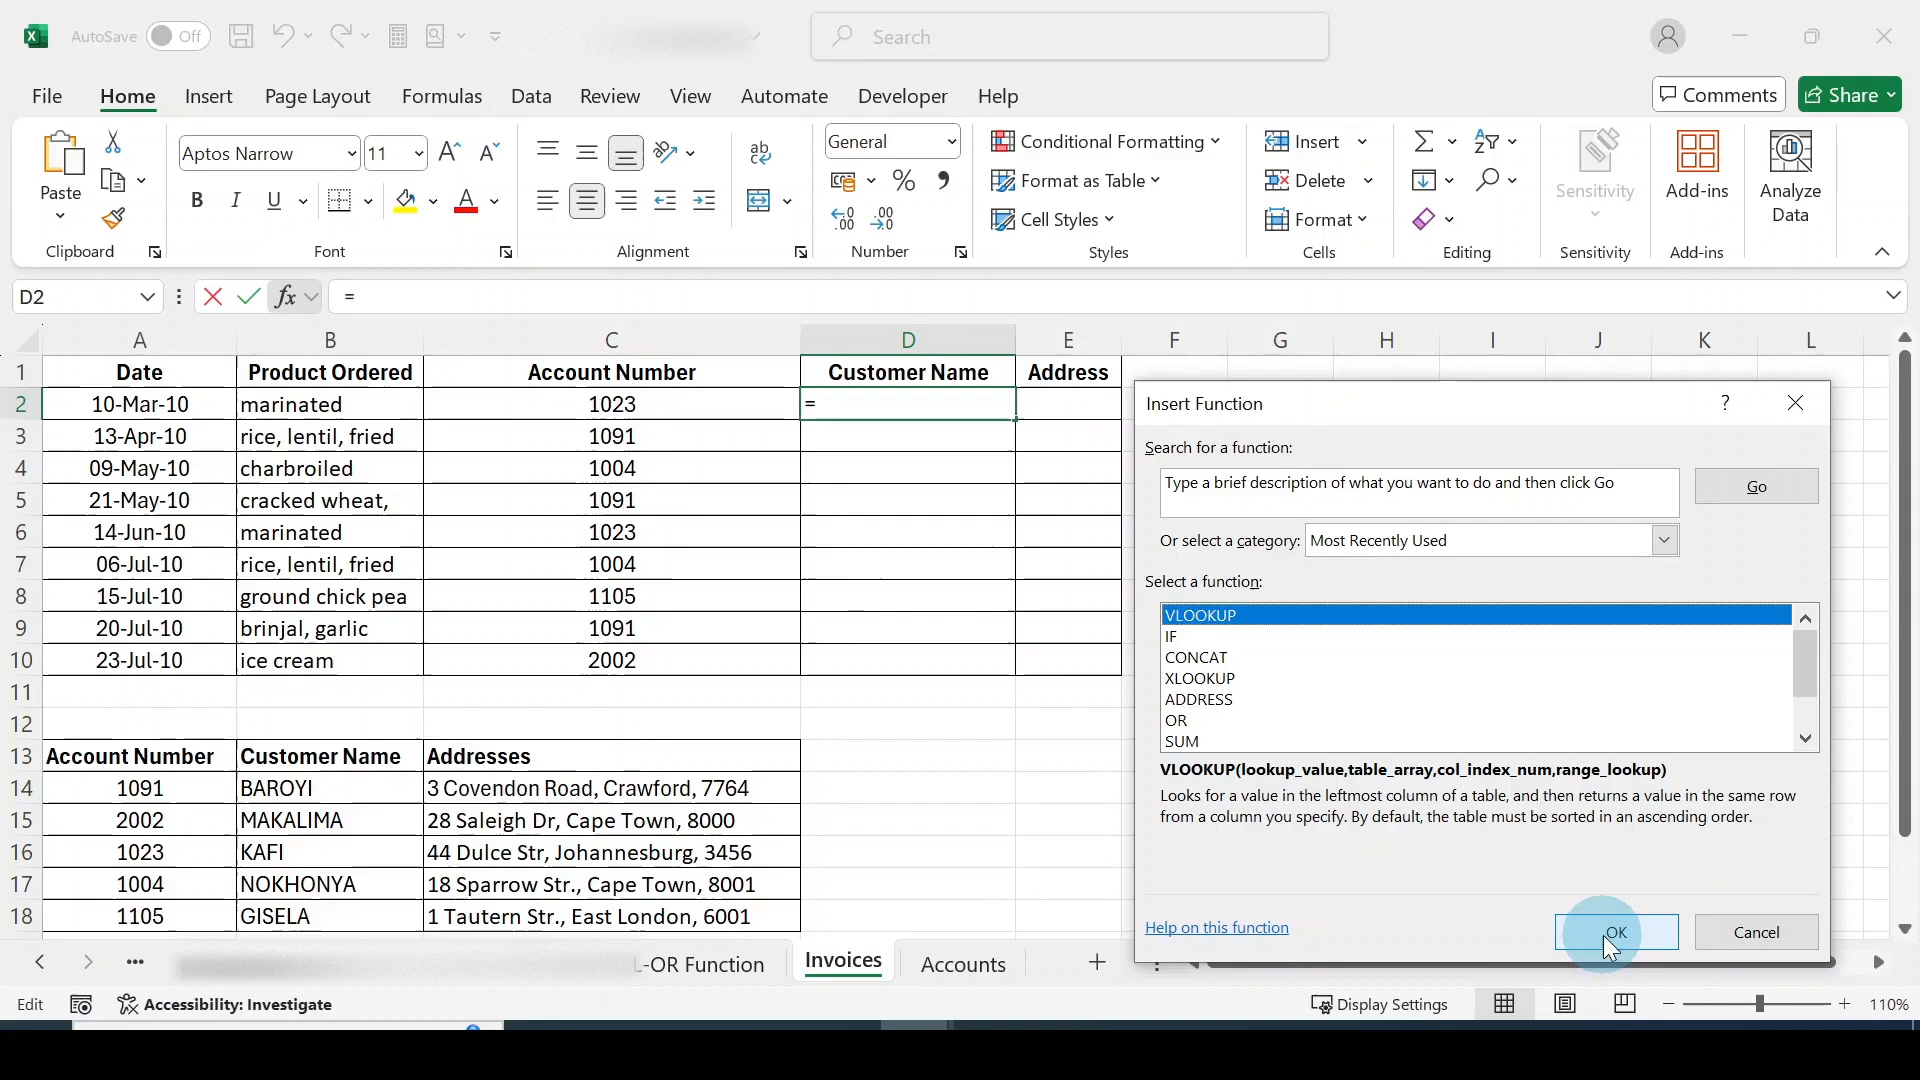 AutoSave Off Search
File Home Insert Page Layout Formulas Data Review View Automate Developer Help Comments Share
Paste Aptos Narrow 11 General Conditional Formatting Insert Sensitivity Add-ins Analyze Data
B I U A ab % Format as Table Delete
Cell Styles Format
Clipboard Font Alignment Number Styles Cells Editing Sensitivity Add-ins
D2 fx =
A B C D E F G H I J K L
1 Date Product Ordered Account Number Customer Name Address
2 10-Mar-10 marinated 1023 =
3 13-Apr-10 rice, lentil, fried 1091
4 09-May-10 charbroiled 1004
5 21-May-10 cracked wheat, 1091
6 14-Jun-10 marinated 1023
7 06-Jul-10 rice, lentil, fried 1004
8 15-Jul-10 ground chick pea 1105
9 20-Jul-10 brinjal, garlic 1091
10 23-Jul-10 ice cream 2002
11
12
13 Account Number Customer Name Addresses
14 1091 BAROYI 3 Covendon Road, Crawford, 7764
15 2002 MAKALIMA 28 Saleigh Dr, Cape Town, 8000
16 1023 KAFI 44 Dulce Str, Johannesburg, 3456
17 1004 NOKHONYA 18 Sparrow Str., Cape Town, 8001
18 1105 GISELA 1 Tautern Str., East London, 6001
Insert Function ?
Search for a function:
Type a brief description of what you want to do and then click Go
Go
Or select a category: Most Recently Used
Select a function:
VLOOKUP
IF
CONCAT
XLOOKUP
ADDRESS
OR
SUM
VLOOKUP(lookup_value,table_array,col_index_num,range_lookup)
Looks for a value in the leftmost column of a table, and then returns a value in the same row
from a column you specify. By default, the table must be sorted in an ascending order.
Help on this function OK Cancel
-OR Function Invoices Accounts
Edit Accessibility: Investigate Display Settings 110%